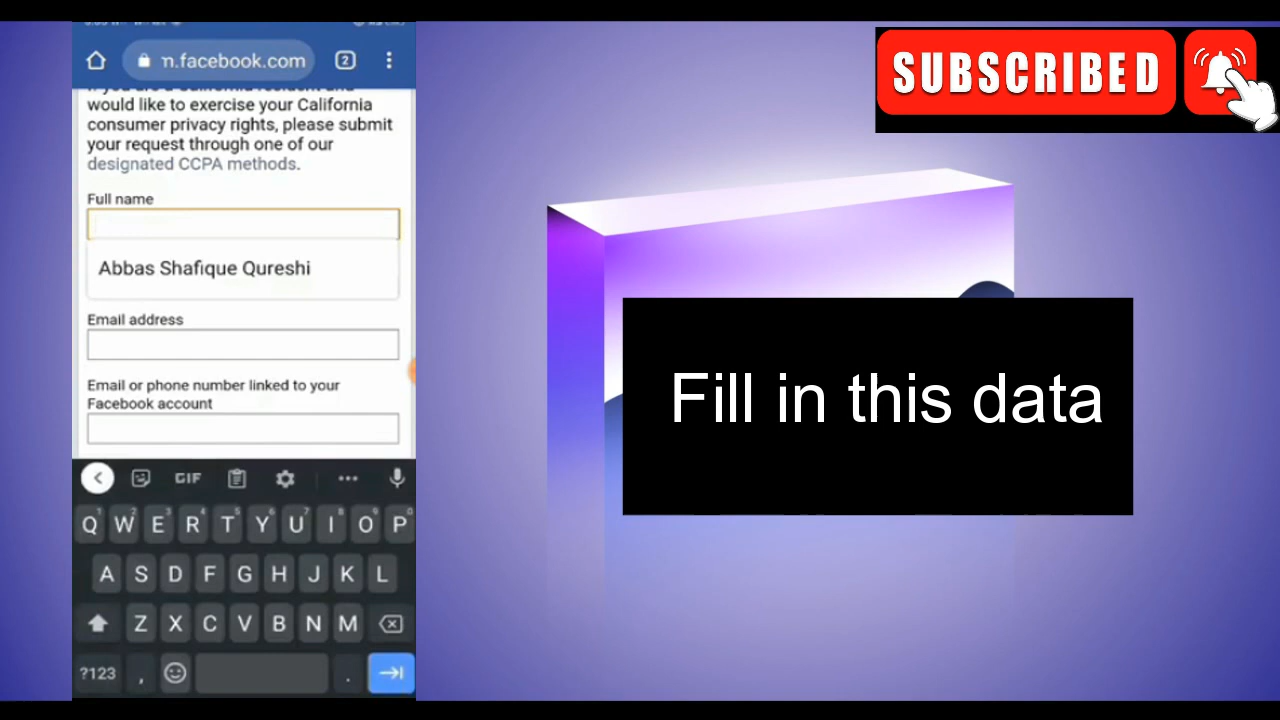 m.facebook.com
2
would like to exercise your California
consumer privacy rights, please submit
your request through one of our
designated CCPA methods.
Full name
Abbas Shafique Qureshi
Email address
Email or phone number linked to your
Facebook account
GIF
Q W E R T Y U I O P
A S D F G H J K L
Z X C V B N M
?123 , .
SUBSCRIBED
Fill in this data